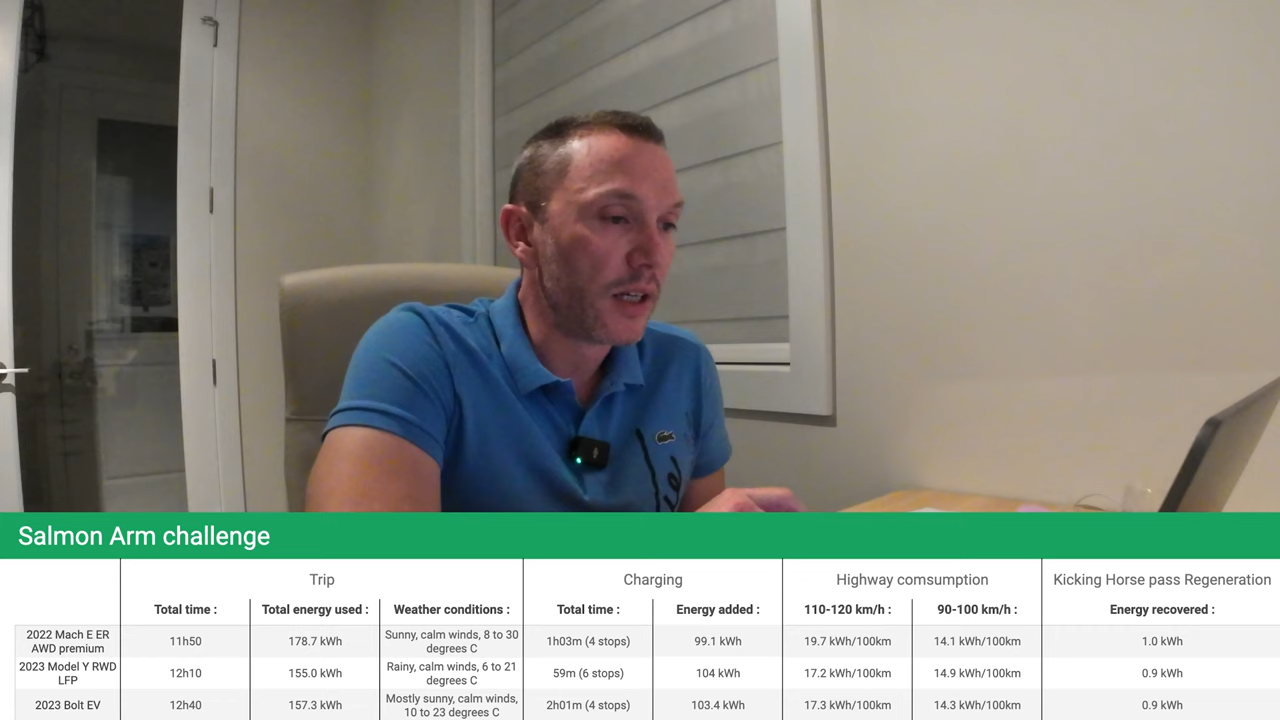 Salmon Arm challenge
Trip Charging Highway comsumption Kicking Horse pass Regeneration
Total time : Total energy used : Weather conditions : Total time : Energy added : 110-120 km/h : 90-100 km/h : Energy recovered :
2022 Mach E ER AWD premium 11h50 178.7 kWh Sunny, calm winds, 8 to 30 degrees C 1h03m (4 stops) 99.1 kWh 19.7 kWh/100km 14.1 kWh/100km 1.0 kWh
2023 Model Y RWD LFP 12h10 155.0 kWh Rainy, calm winds, 6 to 21 degrees C 59m (6 stops) 104 kWh 17.2 kWh/100km 14.9 kWh/100km 0.9 kWh
2023 Bolt EV 12h40 157.3 kWh Mostly sunny, calm winds, 10 to 23 degrees C 2h01m (4 stops) 103.4 kWh 17.3 kWh/100km 14.3 kWh/100km 0.9 kWh